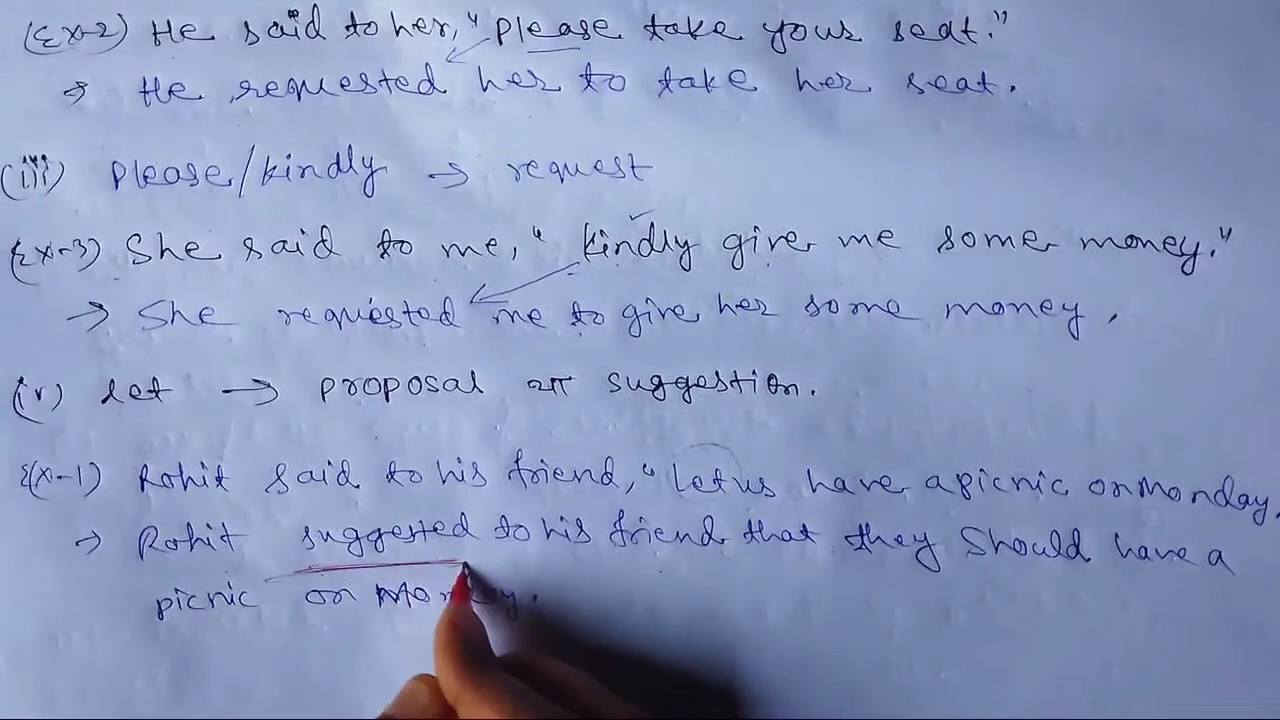 (Ex-2) He said to her, "please take your seat."
→ He requested her to take her seat.
(iii) please/kindly → request
(Ex-3) She said to me, "kindly give me some money."
→ She requested me to give her some money.
(iv) Let → proposal বা suggestion.
Ex-1) Rohit said to his friend, "let us have a picnic on Monday.
→ Rohit suggested to his friend that they should have a
picnic on Monday.